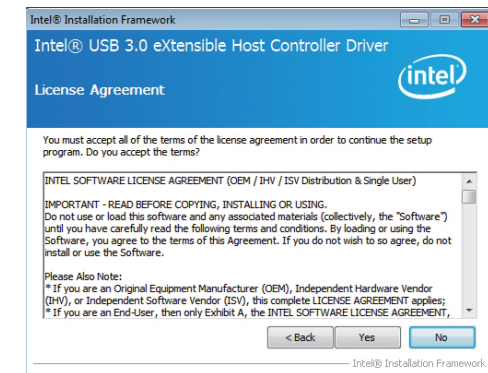 Intel® Installation Framework
Intel® USB 3.0 eXtensible Host Controller Driver
intel
License Agreement
You must accept all of the terms of the license agreement in order to continue the setup
program. Do you accept the terms?
INTEL SOFTWARE LICENSE AGREEMENT (OEM / IHV / ISV Distribution & Single User)
IMPORTANT - READ BEFORE COPYING, INSTALLING OR USING.
Do not use or load this software and any associated materials (collectively, the "Software")
until you have carefully read the following terms and conditions. By loading or using the
Software, you agree to the terms of this Agreement. If you do not wish to so agree, do not
install or use the Software.
Please Also Note:
* If you are an Original Equipment Manufacturer (OEM), Independent Hardware Vendor
(IHV), or Independent Software Vendor (ISV), this complete LICENSE AGREEMENT applies;
* If you are an End-User, then only Exhibit A, the INTEL SOFTWARE LICENSE AGREEMENT,
< Back Yes No
Intel® Installation Framework